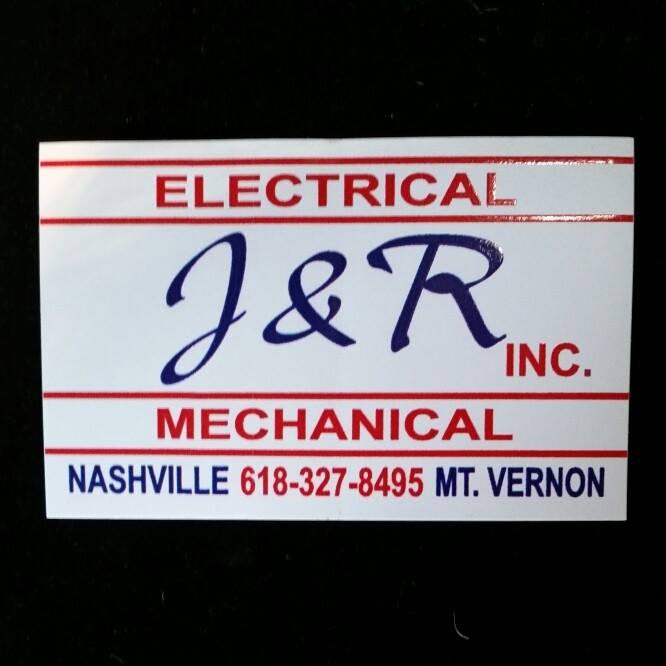 ELECTRICAL
J & R
INC.
MECHANICAL
NASHVILLE 618-327-8495 MT. VERNON